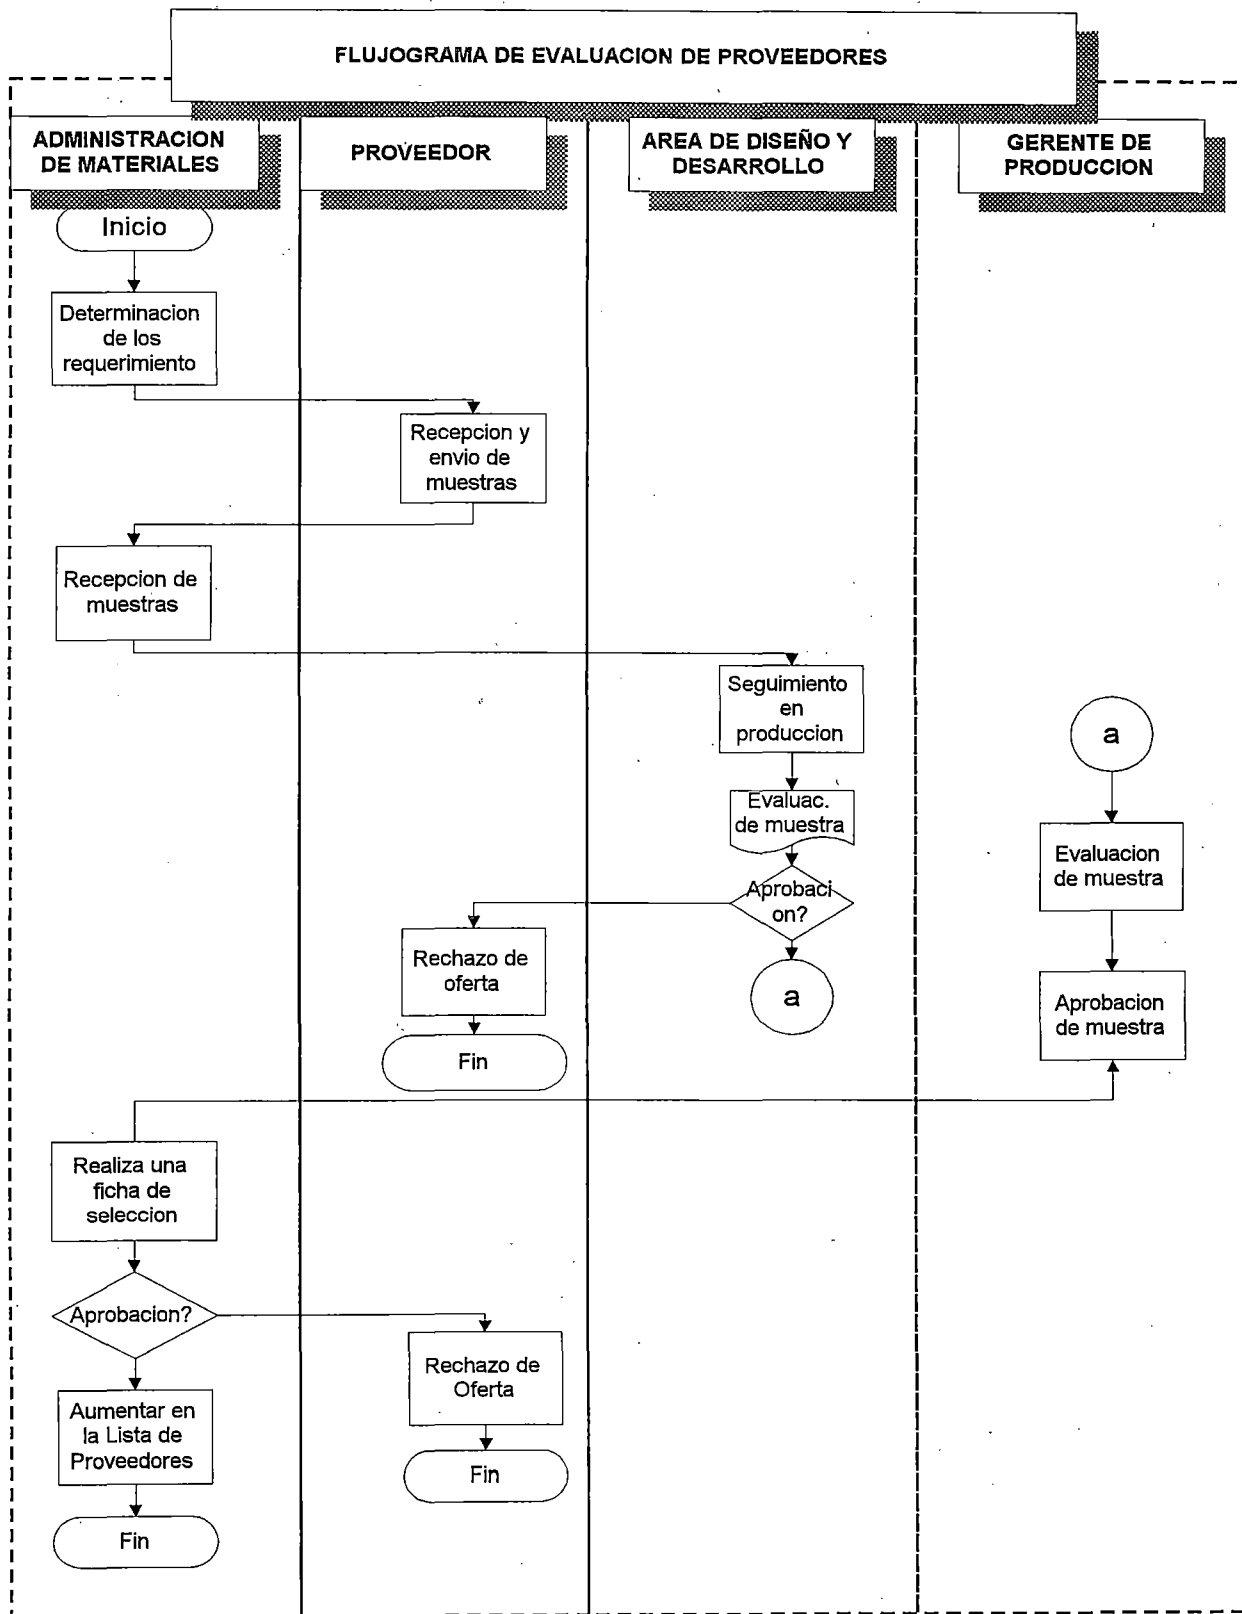 FLUJOGRAMA DE EVALUACION DE PROVEEDORES
ADMINISTRACION
DE MATERIALES
PROVEEDOR
AREA DE DISEÑO Y
DESARROLLO
GERENTE DE
PRODUCCION
Inicio
Determinacion
de los
requerimiento
Recepcion y
envio de
muestras
Recepcion de
muestras
Seguimiento
en
produccion
a
Evaluac.
de muestra
Evaluacion
de muestra
Aprobaci
on?
Rechazo de
oferta
a
Aprobacion
de muestra
Fin
Realiza una
ficha de
seleccion
Aprobacion?
Rechazo de
Oferta
Aumentar en
la Lista de
Proveedores
Fin
Fin